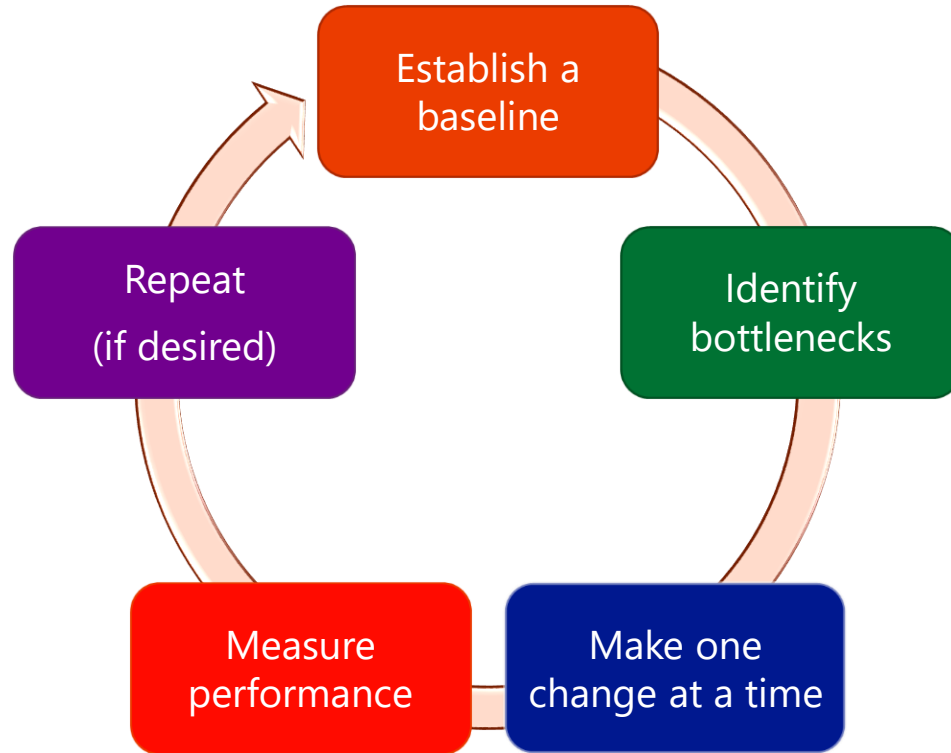 Establish a
baseline
Identify
bottlenecks
Make one
change at a time
Measure
performance
Repeat
(if desired)